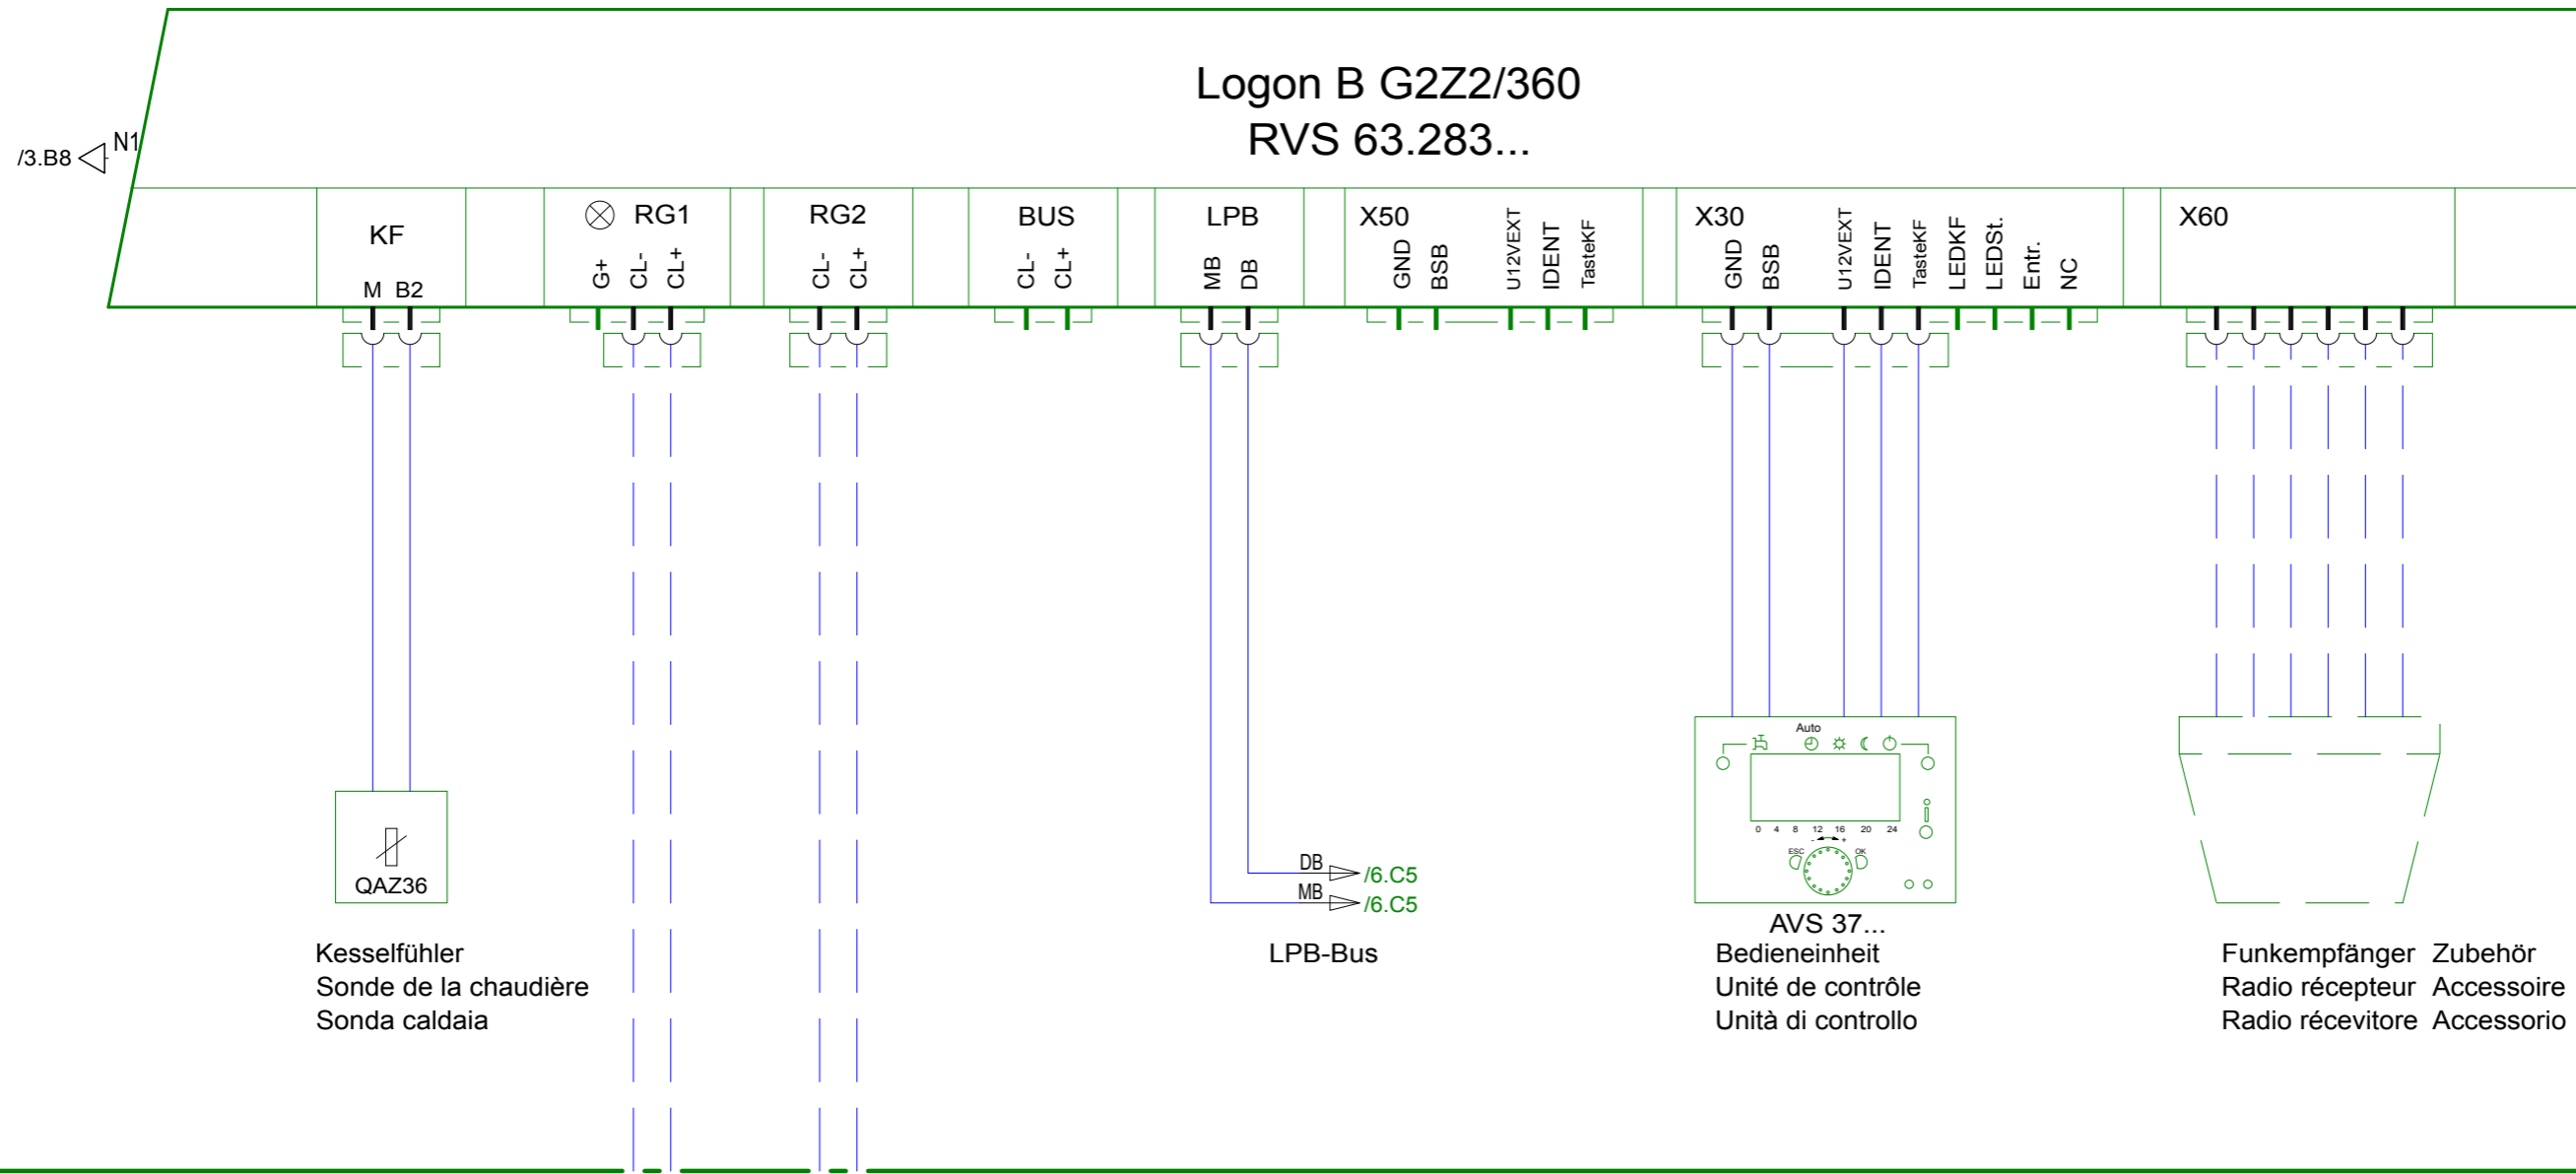 Logon B G2Z2/360
RVS 63.283...
/3.B8 N1
KF
M B2
RG1
G+ CL- CL+
RG2
CL- CL+
BUS
CL- CL+
LPB
MB DB
X50
GND BSB U12VEXT IDENT TasteKF
X30
GND BSB U12VEXT IDENT TasteKF LEDKF LEDSt. Entr. NC
X60
QAZ36
Kesselfühler
Sonde de la chaudière
Sonda caldaia
DB /6.C5
MB /6.C5
LPB-Bus
Auto
0 4 8 12 16 20 24
- +
ESC OK
AVS 37...
Bedieneinheit
Unité de contrôle
Unità di controllo
Funkempfänger Zubehör
Radio récepteur Accessoire
Radio récevitore Accessorio